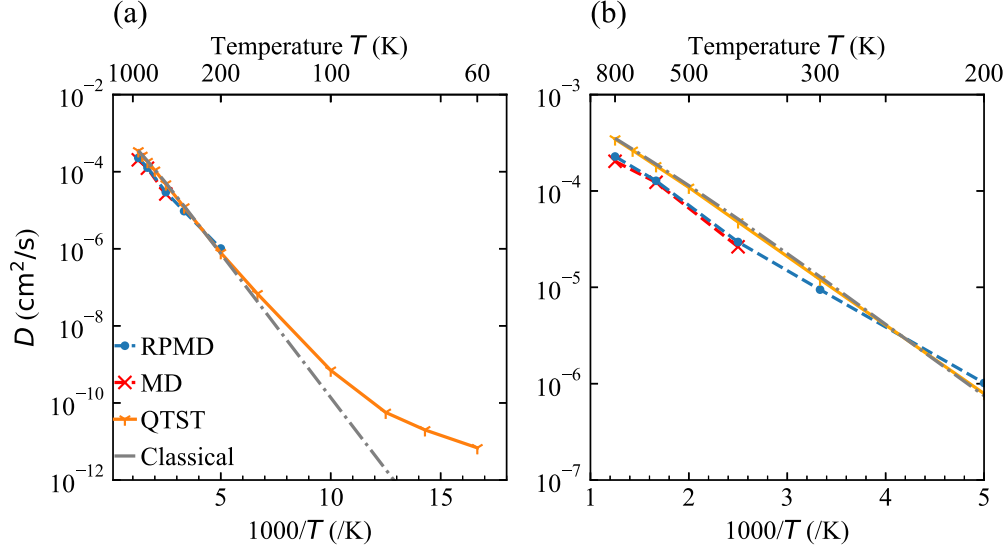 (a)
Temperature T (K)
1000 200 100 60
10⁻²
10⁻⁴
10⁻⁶
10⁻⁸
10⁻¹⁰
10⁻¹²
D (cm²/s)
RPMD
MD
QTST
Classical
5 10 15
1000/T (/K)
(b)
Temperature T (K)
800 500 300 200
10⁻³
10⁻⁴
10⁻⁵
10⁻⁶
10⁻⁷
1 2 3 4 5
1000/T (/K)